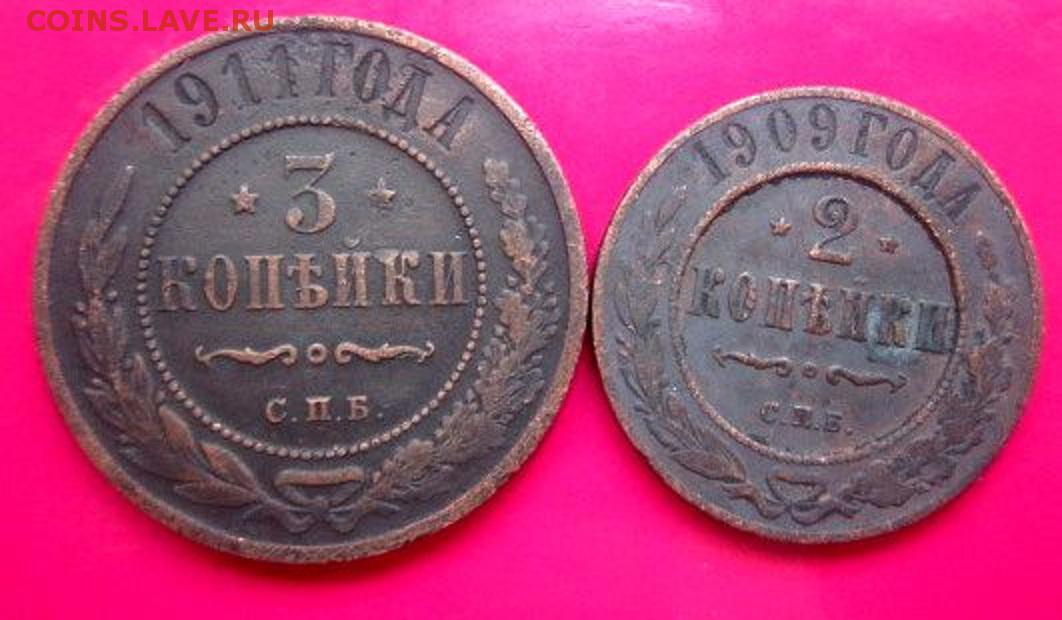 COINS.LAVE.RU
1911 ГОДА
3
КОПѢЙКИ
С.П.Б.
1909 ГОДА
2
КОПѢЙКИ
С.П.Б.